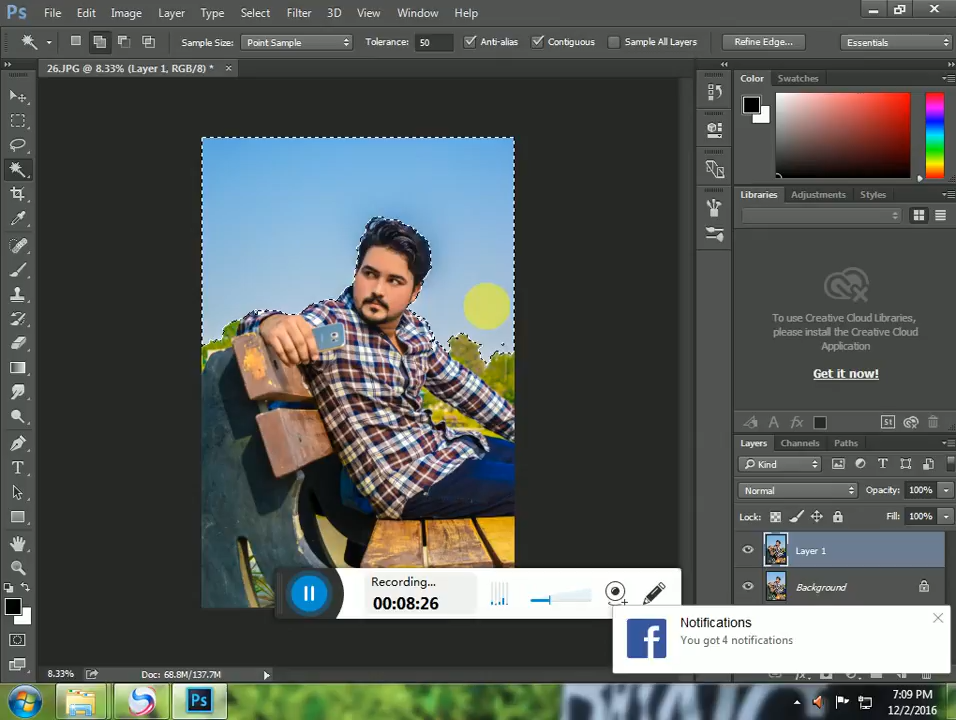 Ps File Edit Image Layer Type Select Filter 3D View Window Help
Sample Size: Point Sample Tolerance: 50 Anti-alias Contiguous Sample All Layers Refine Edge... Essentials
26.JPG @ 8.33% (Layer 1, RGB/8) * ×
Color Swatches
Libraries Adjustments Styles
To use Creative Cloud Libraries,
please install the Creative Cloud
Application
Get it now!
St
Layers Channels Paths
Kind
Normal Opacity: 100%
Lock: Fill: 100%
Layer 1
Background
Recording...
00:08:26
Notifications
You got 4 notifications
8.33% Doc: 68.8M/137.7M
Ps
7:09 PM
12/2/2016